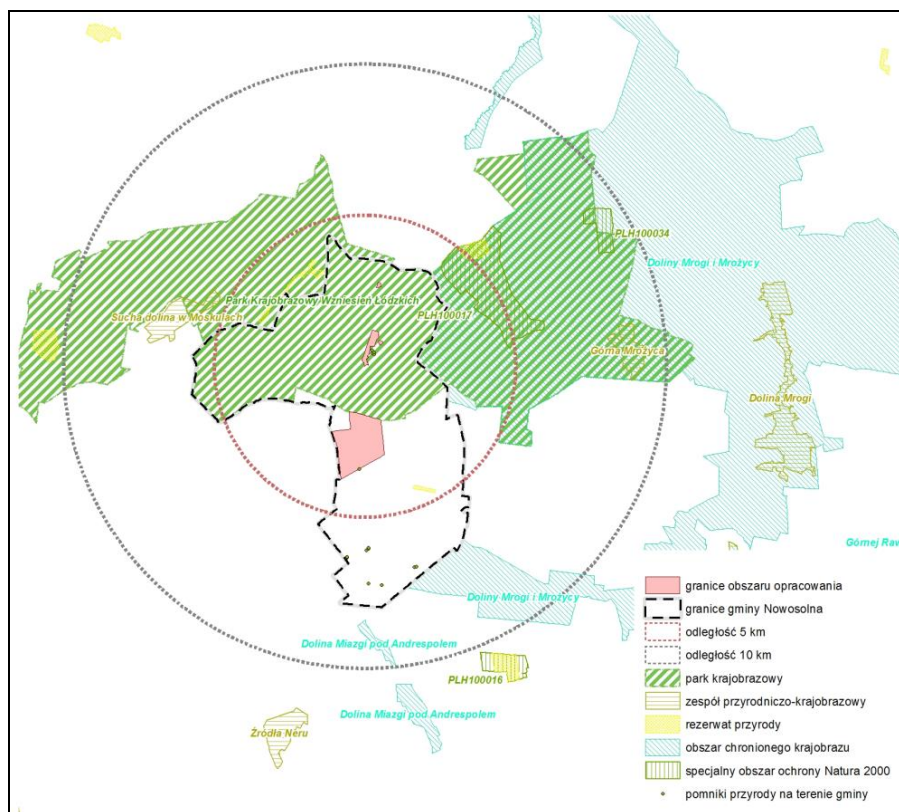 PLH100034
Doliny Mrogi i Mrożycy
Park Krajobrazowy Wzniesień Łódzkich
Sucha dolina w Moskulach
PLH100017
Górna Mrożyca
Dolina Mrogi
Górnej Raw
granice obszaru opracowania
granice gminy Nowosolna
odległość 5 km
odległość 10 km
park krajobrazowy
zespół przyrodniczo-krajobrazowy
rezerwat przyrody
obszar chronionego krajobrazu
specjalny obszar ochrony Natura 2000
pomniki przyrody na terenie gminy
Doliny Mrogi i Mrożycy
Dolina Miazgi pod Andrespolem
PLH100016
Dolina Miazgi pod Andrespolem
Źródła Neru